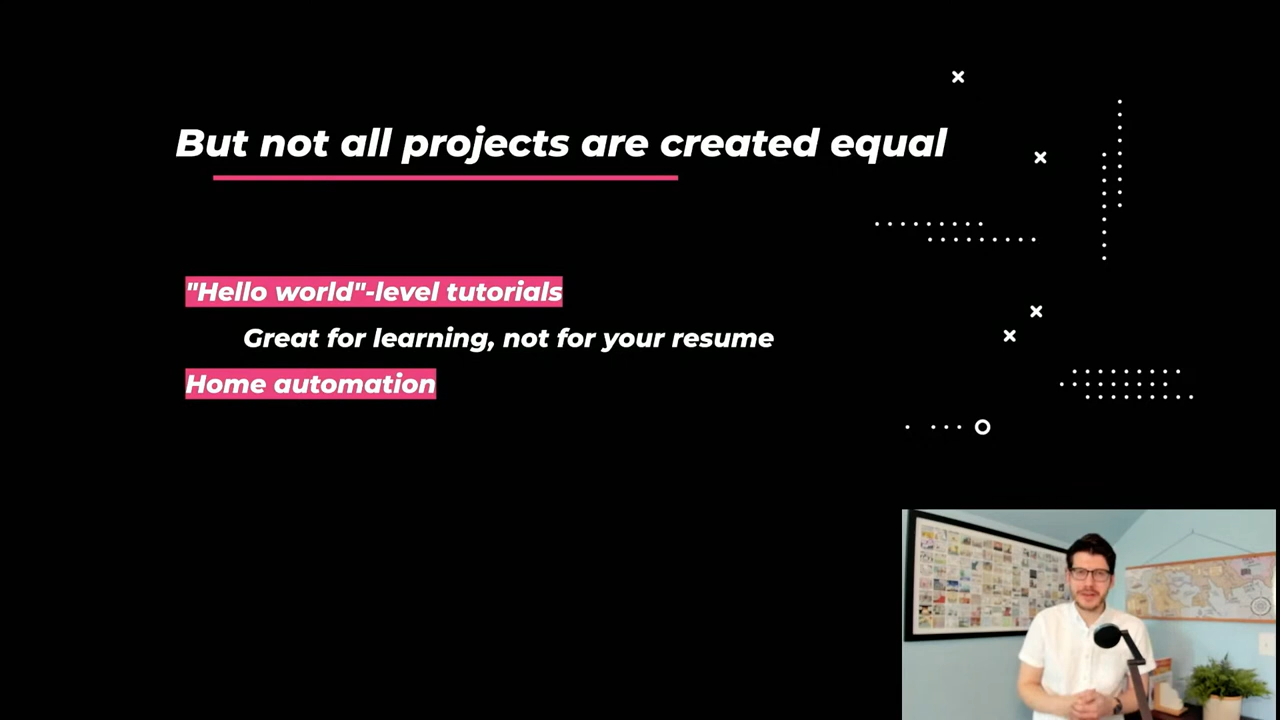 But not all projects are created equal
"Hello world"-level tutorials
Great for learning, not for your resume
Home automation